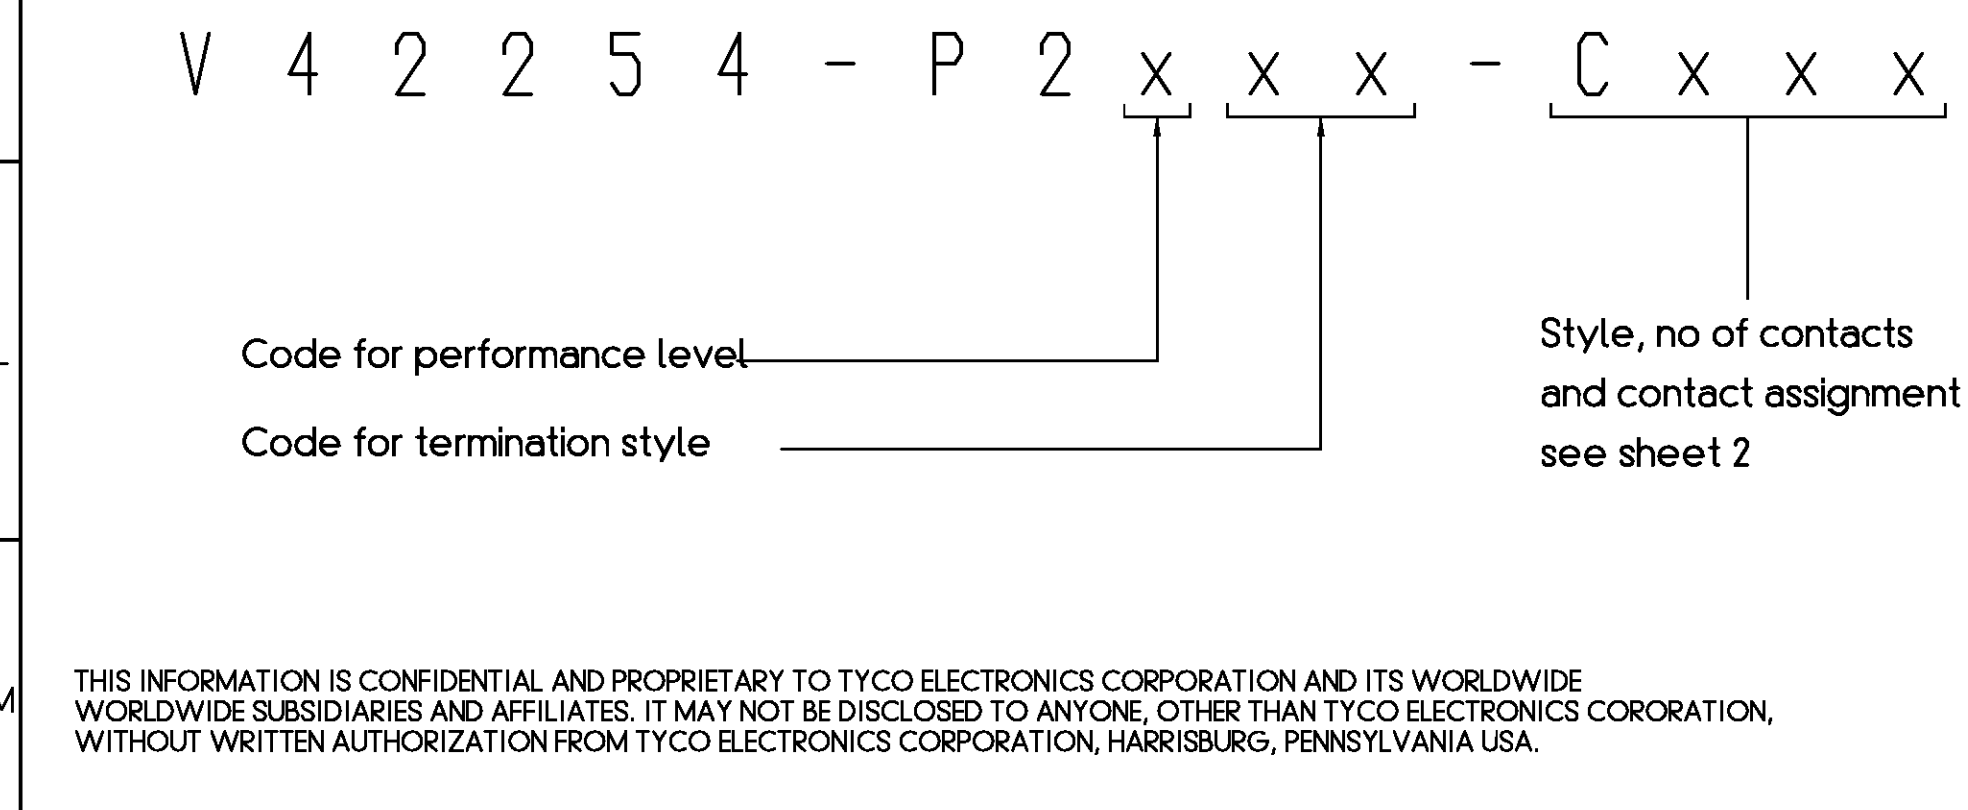 V 4 2 2 5 4 - P 2 x x x - C x x x
Code for performance level
Code for termination style
Style, no of contacts
and contact assignment
see sheet 2
THIS INFORMATION IS CONFIDENTIAL AND PROPRIETARY TO TYCO ELECTRONICS CORPORATION AND ITS WORLDWIDE
WORLDWIDE SUBSIDIARIES AND AFFILIATES. IT MAY NOT BE DISCLOSED TO ANYONE, OTHER THAN TYCO ELECTRONICS CORORATION,
WITHOUT WRITTEN AUTHORIZATION FROM TYCO ELECTRONICS CORPORATION, HARRISBURG, PENNSYLVANIA USA.